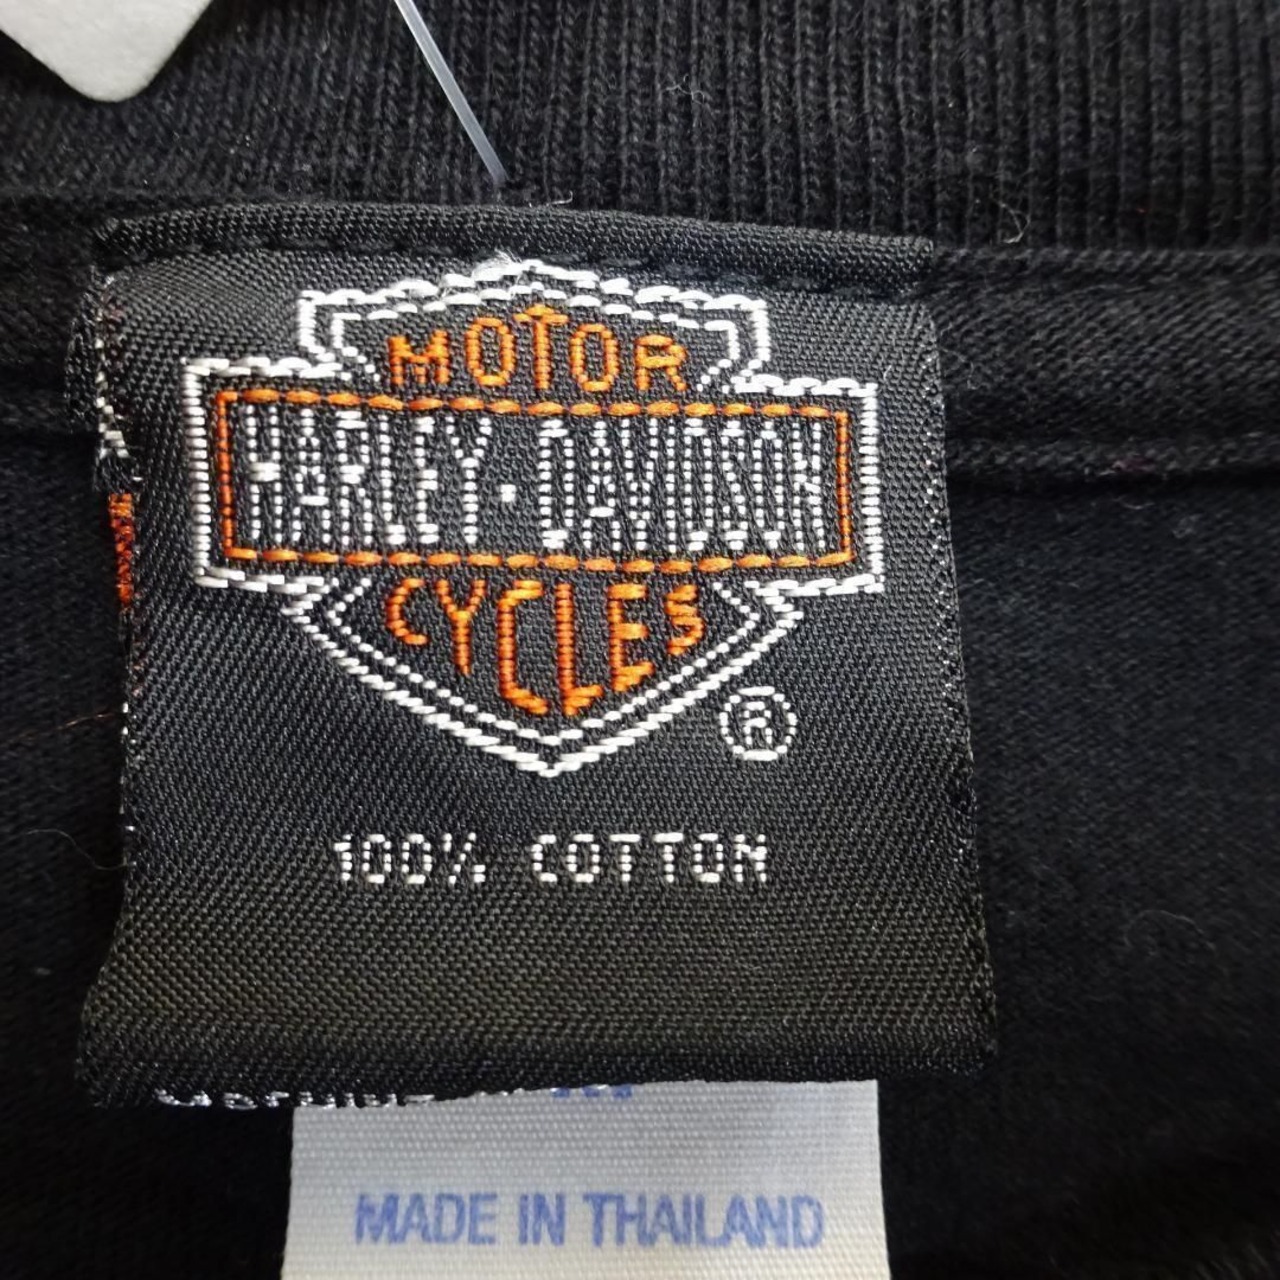 MOTOR
HARLEY-DAVIDSON
CYCLES
®
100% COTTON
MADE IN THAILAND